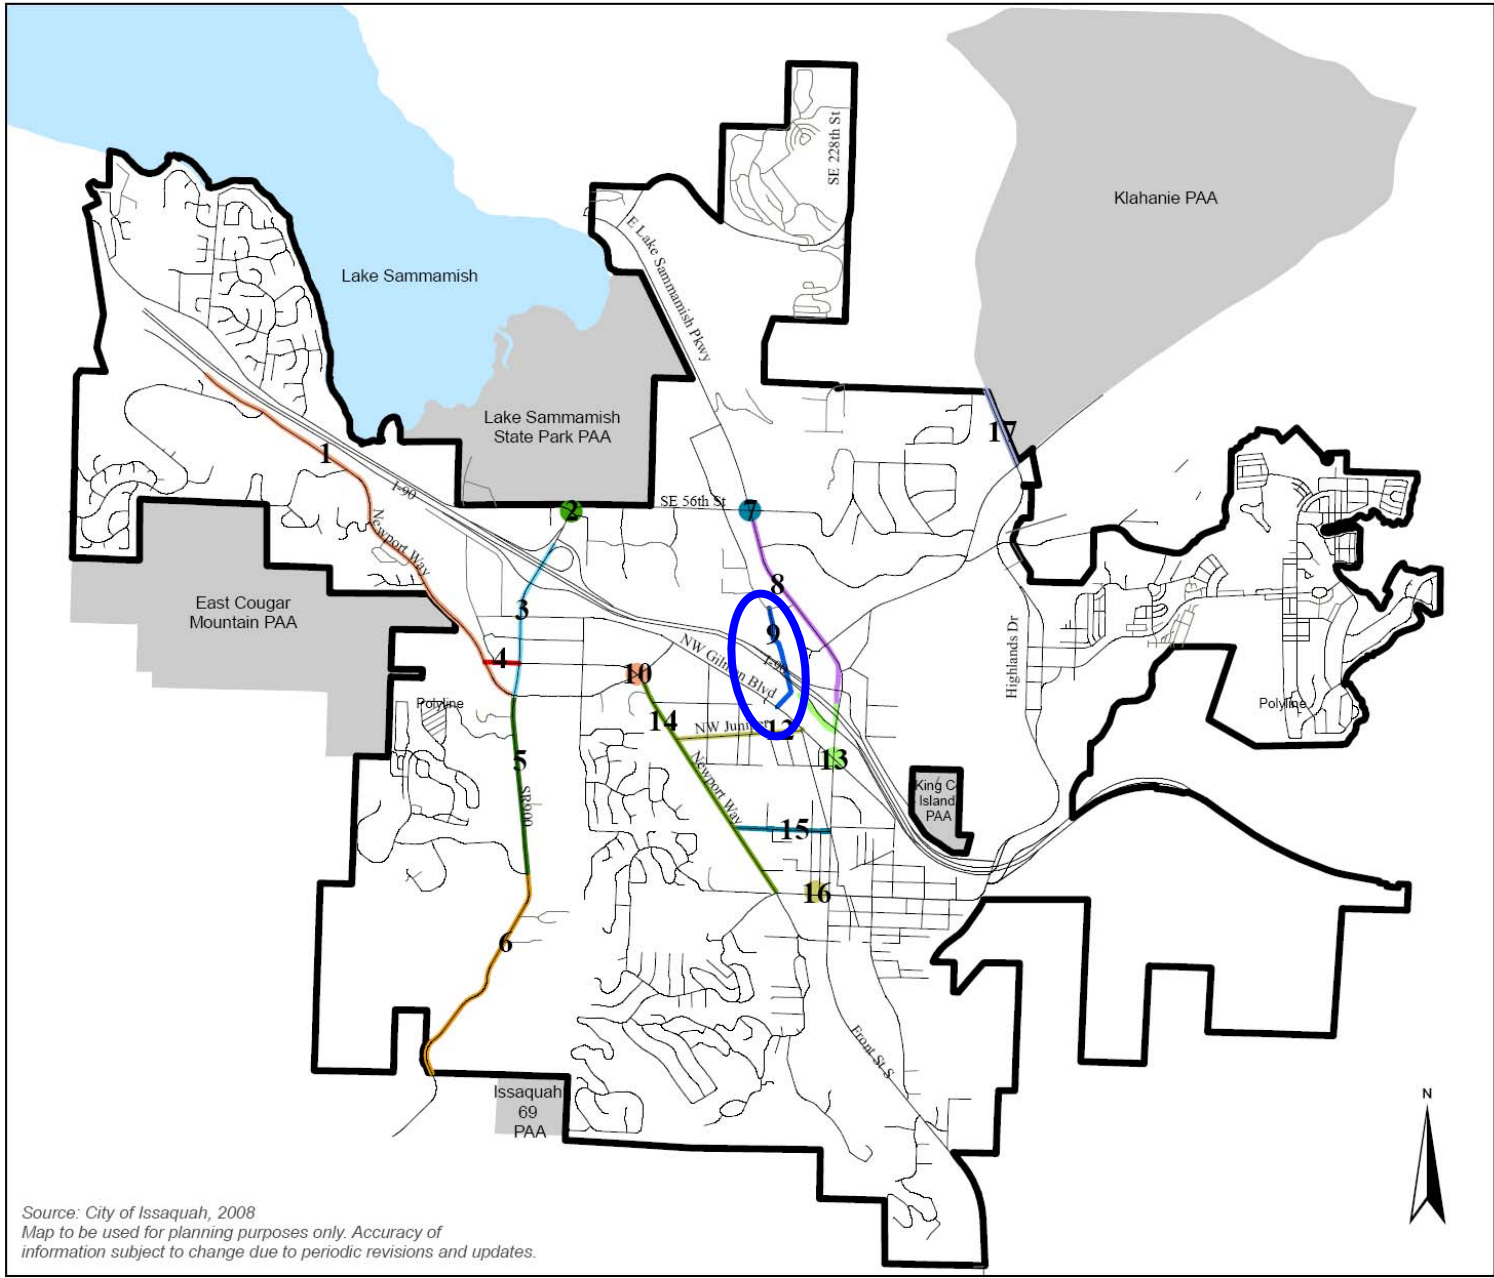 SE 228th St
Klahanie PAA
E Lake Sammamish Pkwy
Lake Sammamish
Lake Sammamish
State Park PAA
17
1
I-90
SE 56th St
2
7
Newport Way
8
East Cougar
Mountain PAA
3
9
Highlands Dr
NW Gilman Blvd
I-90
4
10
Polyline
Polyline
14
NW Juniper
12
5
13
Newport Way
SR900
King C
Island
PAA
15
16
6
Front St S
Issaquah
69
PAA
N
Source: City of Issaquah, 2008
Map to be used for planning purposes only. Accuracy of
information subject to change due to periodic revisions and updates.